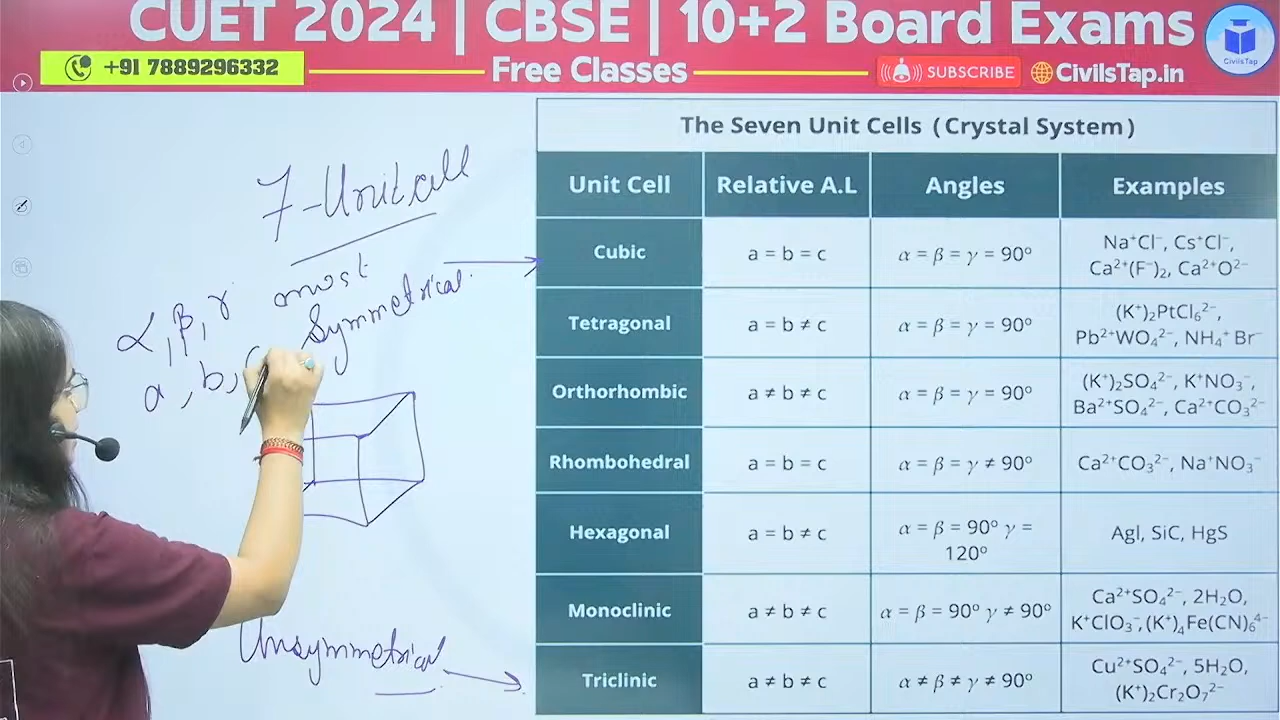 CUET 2024 | CBSE | 10+2 Board Exams
+91 7889296332
Free Classes
SUBSCRIBE
CivilsTap.in
CivilsTap
7-Unitcell
most
Symmetrical
α, β, γ
a, b, c
Unsymmetrical
The Seven Unit Cells (Crystal System)
Unit Cell Relative A.L Angles Examples
Cubic a = b = c α = β = γ = 90° Na⁺Cl⁻, Cs⁺Cl⁻,
Ca²⁺(F⁻)₂, Ca²⁺O²⁻
Tetragonal a = b ≠ c α = β = γ = 90° (K⁺)₂PtCl₆²⁻,
Pb²⁺WO₄²⁻, NH₄⁺Br⁻
Orthorhombic a ≠ b ≠ c α = β = γ = 90° (K⁺)₂SO₄²⁻, K⁺NO₃⁻,
Ba²⁺SO₄²⁻, Ca²⁺CO₃²⁻
Rhombohedral a = b = c α = β = γ ≠ 90° Ca²⁺CO₃²⁻, Na⁺NO₃⁻
Hexagonal a = b ≠ c α = β = 90° γ =
120° AgI, SiC, HgS
Monoclinic a ≠ b ≠ c α = β = 90° γ ≠ 90° Ca²⁺SO₄²⁻, 2H₂O,
K⁺ClO₃⁻,(K⁺)₄Fe(CN)₆⁴⁻
Triclinic a ≠ b ≠ c α ≠ β ≠ γ ≠ 90° Cu²⁺SO₄²⁻, 5H₂O,
(K⁺)₂Cr₂O₇²⁻